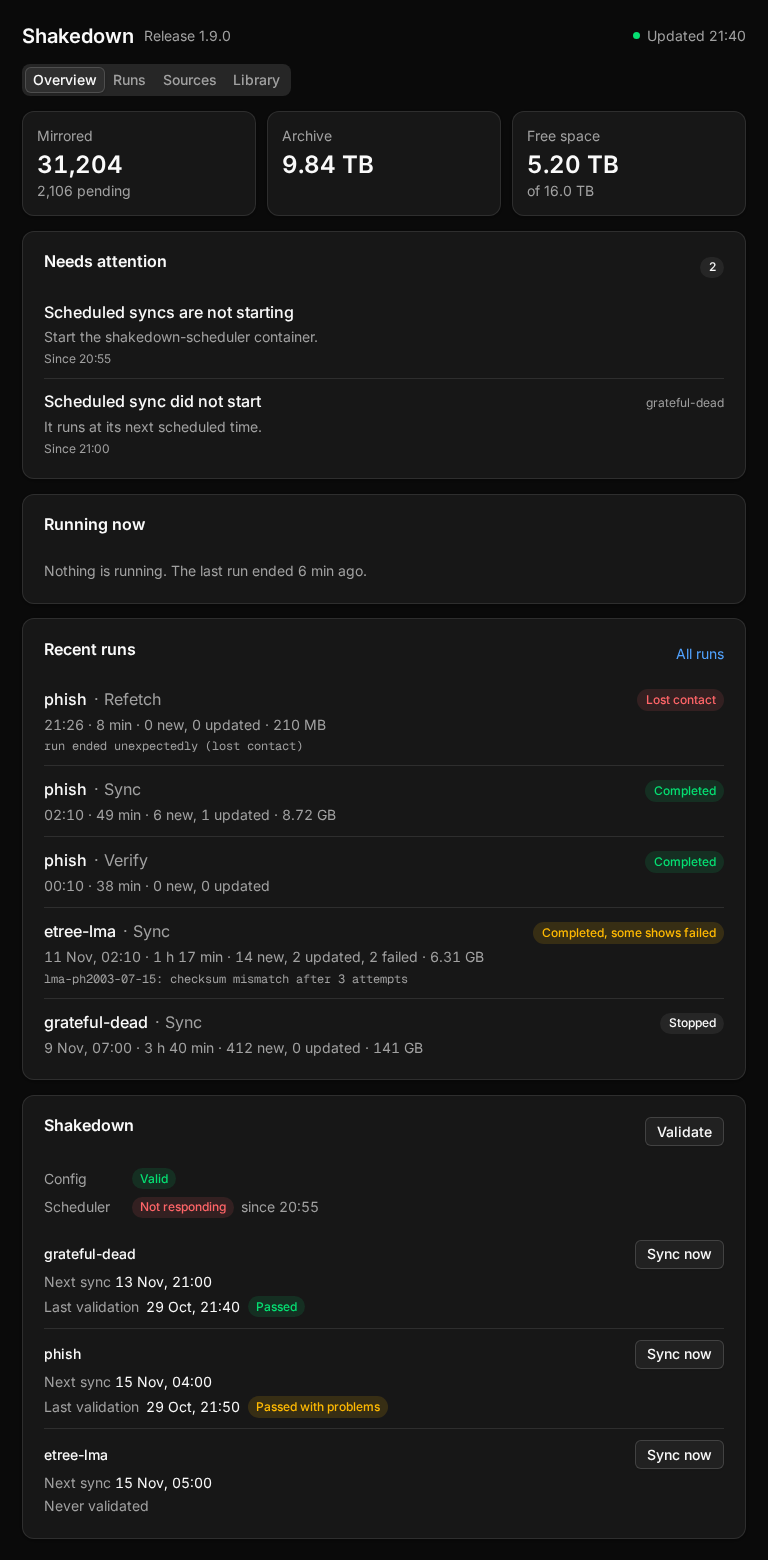 Shakedown Release 1.9.0
Updated 21:40
Overview Runs Sources Library
Mirrored
31,204
2,106 pending
Archive
9.84 TB
Free space
5.20 TB
of 16.0 TB
Needs attention
2
Scheduled syncs are not starting
Start the shakedown-scheduler container.
Since 20:55
Scheduled sync did not start
grateful-dead
It runs at its next scheduled time.
Since 21:00
Running now
Nothing is running. The last run ended 6 min ago.
Recent runs
All runs
phish · Refetch
Lost contact
21:26 · 8 min · 0 new, 0 updated · 210 MB
run ended unexpectedly (lost contact)
phish · Sync
Completed
02:10 · 49 min · 6 new, 1 updated · 8.72 GB
phish · Verify
Completed
00:10 · 38 min · 0 new, 0 updated
etree-lma · Sync
Completed, some shows failed
11 Nov, 02:10 · 1 h 17 min · 14 new, 2 updated, 2 failed · 6.31 GB
lma-ph2003-07-15: checksum mismatch after 3 attempts
grateful-dead · Sync
Stopped
9 Nov, 07:00 · 3 h 40 min · 412 new, 0 updated · 141 GB
Shakedown
Validate
Config Valid
Scheduler Not responding since 20:55
grateful-dead
Sync now
Next sync 13 Nov, 21:00
Last validation 29 Oct, 21:40 Passed
phish
Sync now
Next sync 15 Nov, 04:00
Last validation 29 Oct, 21:50 Passed with problems
etree-lma
Sync now
Next sync 15 Nov, 05:00
Never validated